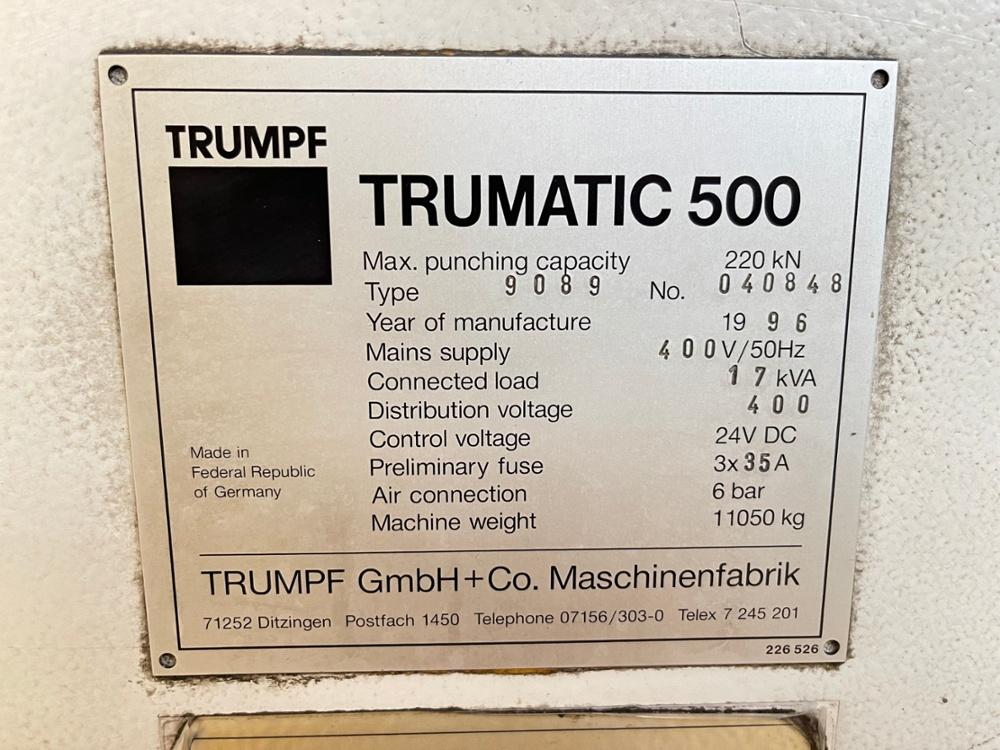 TRUMPF
TRUMATIC 500
Max. punching capacity 220 kN
Type 9089 No. 040848
Year of manufacture 1996
Mains supply 400V/50Hz
Connected load 17 kVA
Distribution voltage 400
Control voltage 24V DC
Preliminary fuse 3x35A
Air connection 6 bar
Machine weight 11050 kg
Made in
Federal Republic
of Germany
TRUMPF GmbH+Co. Maschinenfabrik
71252 Ditzingen Postfach 1450 Telephone 07156/303-0 Telex 7 245 201
226 526